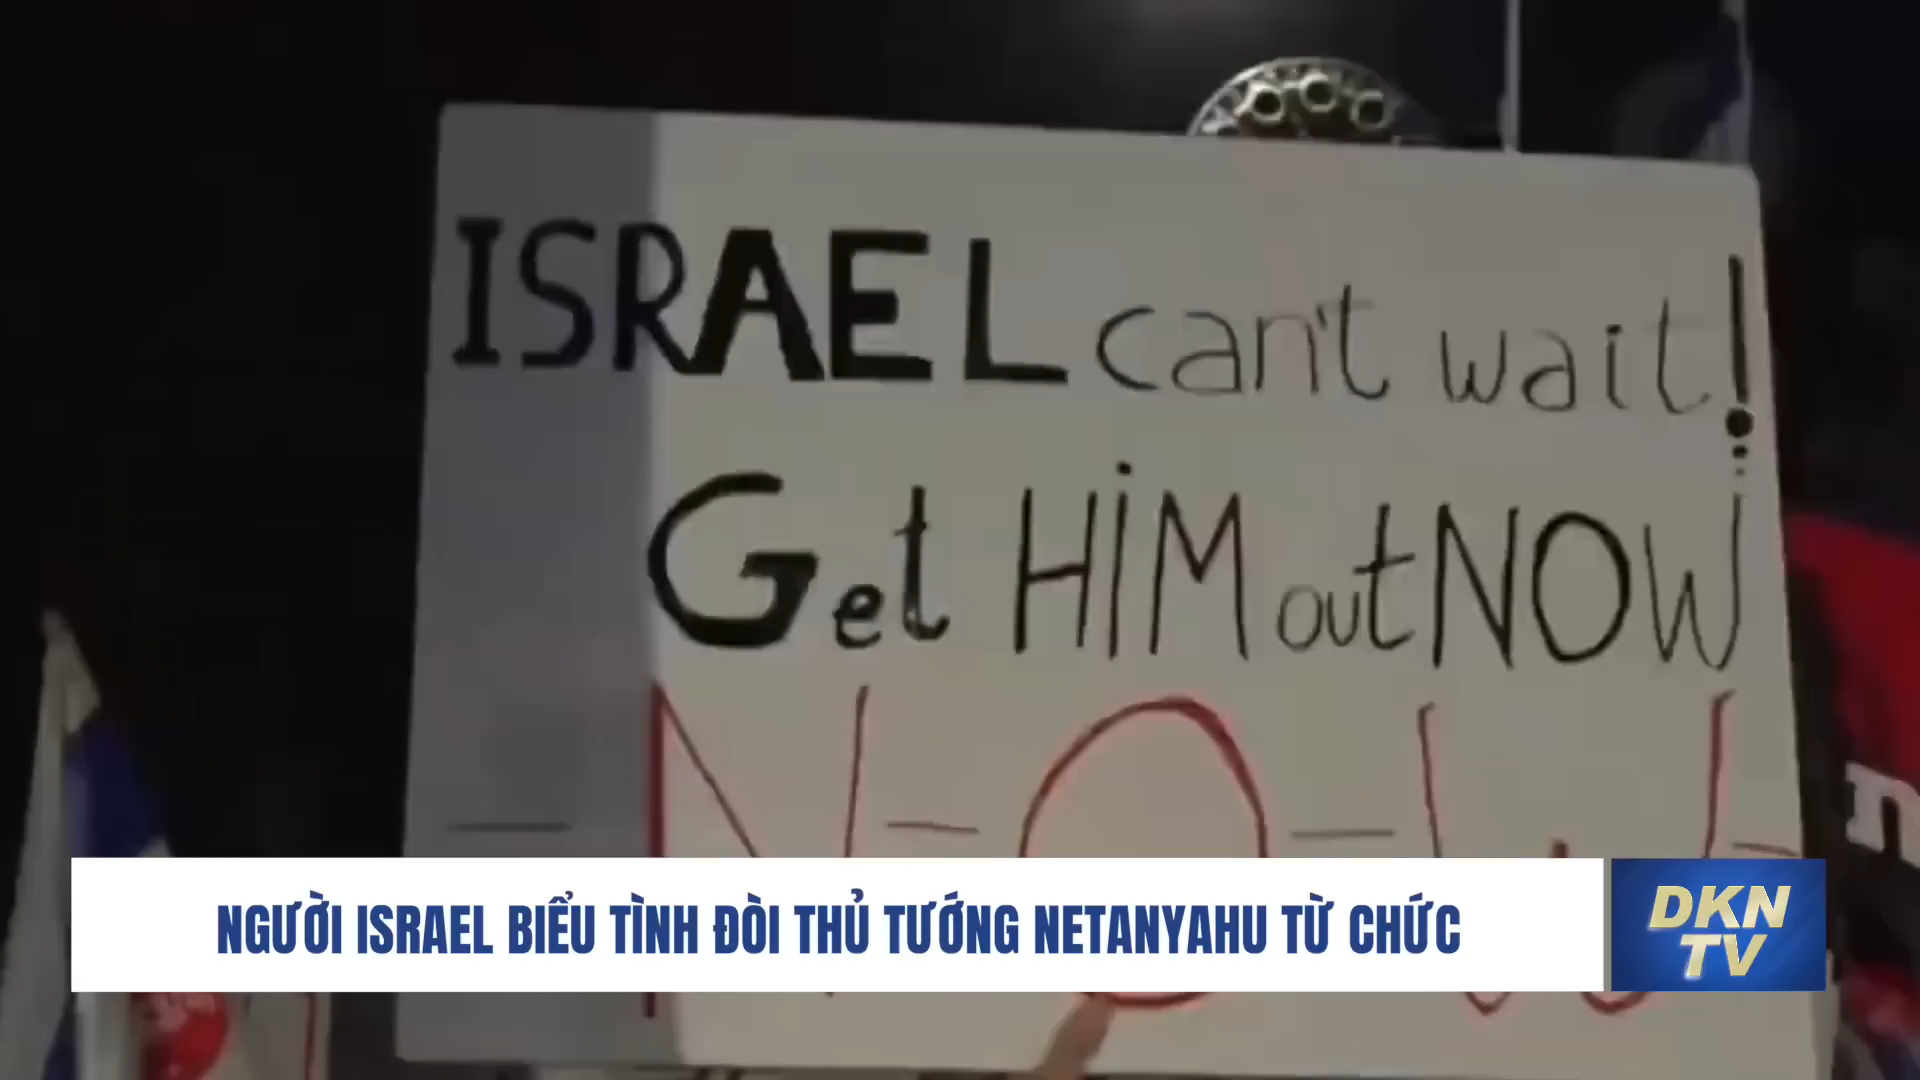 ISRAEL can't wait!
Get HiM out NOW
N-O-W-
NGƯỜI ISRAEL BIỂU TÌNH ĐÒI THỦ TƯỚNG NETANYAHU TỪ CHỨC
DKN
TV